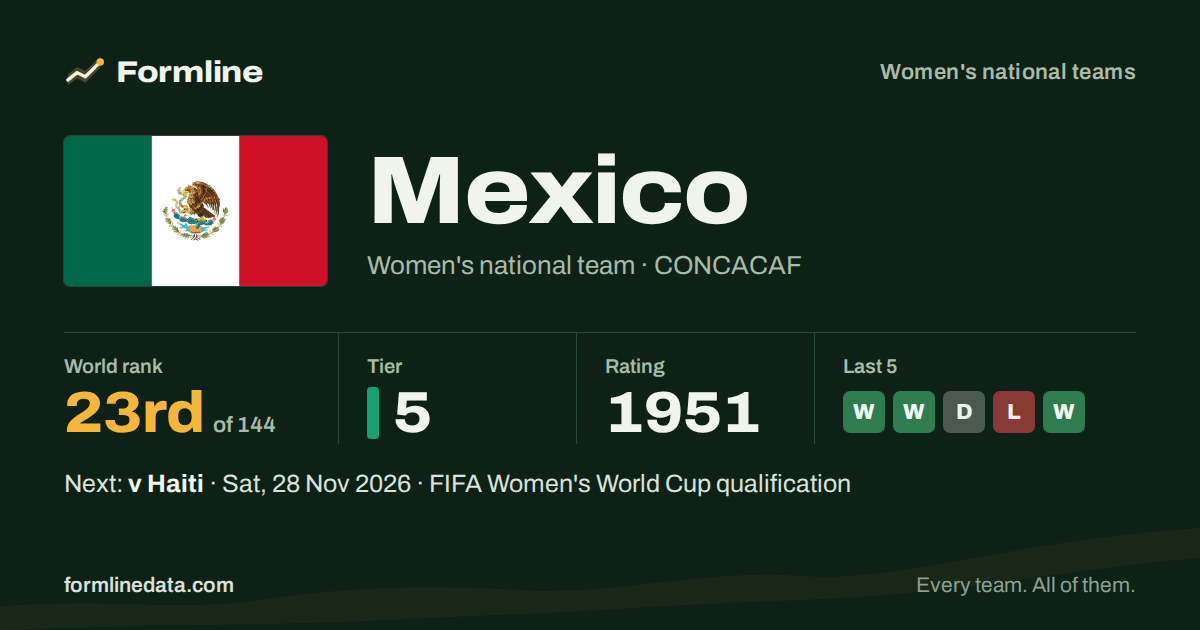 Formline
Women's national teams
Mexico
Women's national team · CONCACAF
World rank
23rd of 144
Tier
5
Rating
1951
Last 5
W W D L W
Next: v Haiti · Sat, 28 Nov 2026 · FIFA Women's World Cup qualification
formlinedata.com
Every team. All of them.